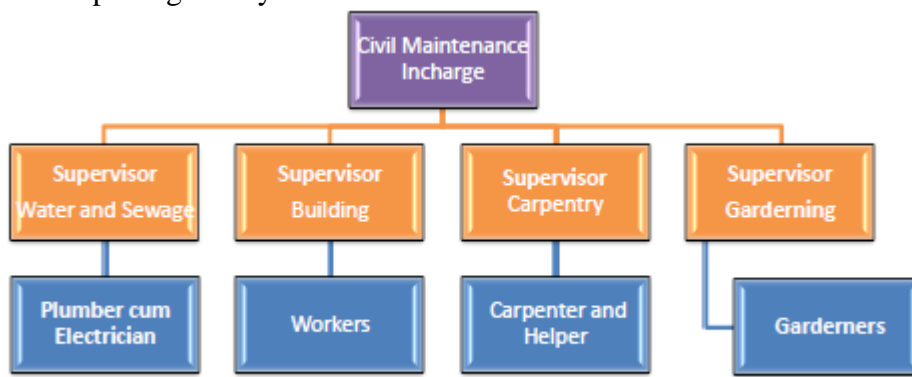 Civil Maintenance
Incharge
Supervisor
Water and Sewage
Supervisor
Building
Supervisor
Carpentry
Supervisor
Garderning
Plumber cum
Electrician
Workers
Carpenter and
Helper
Garderners